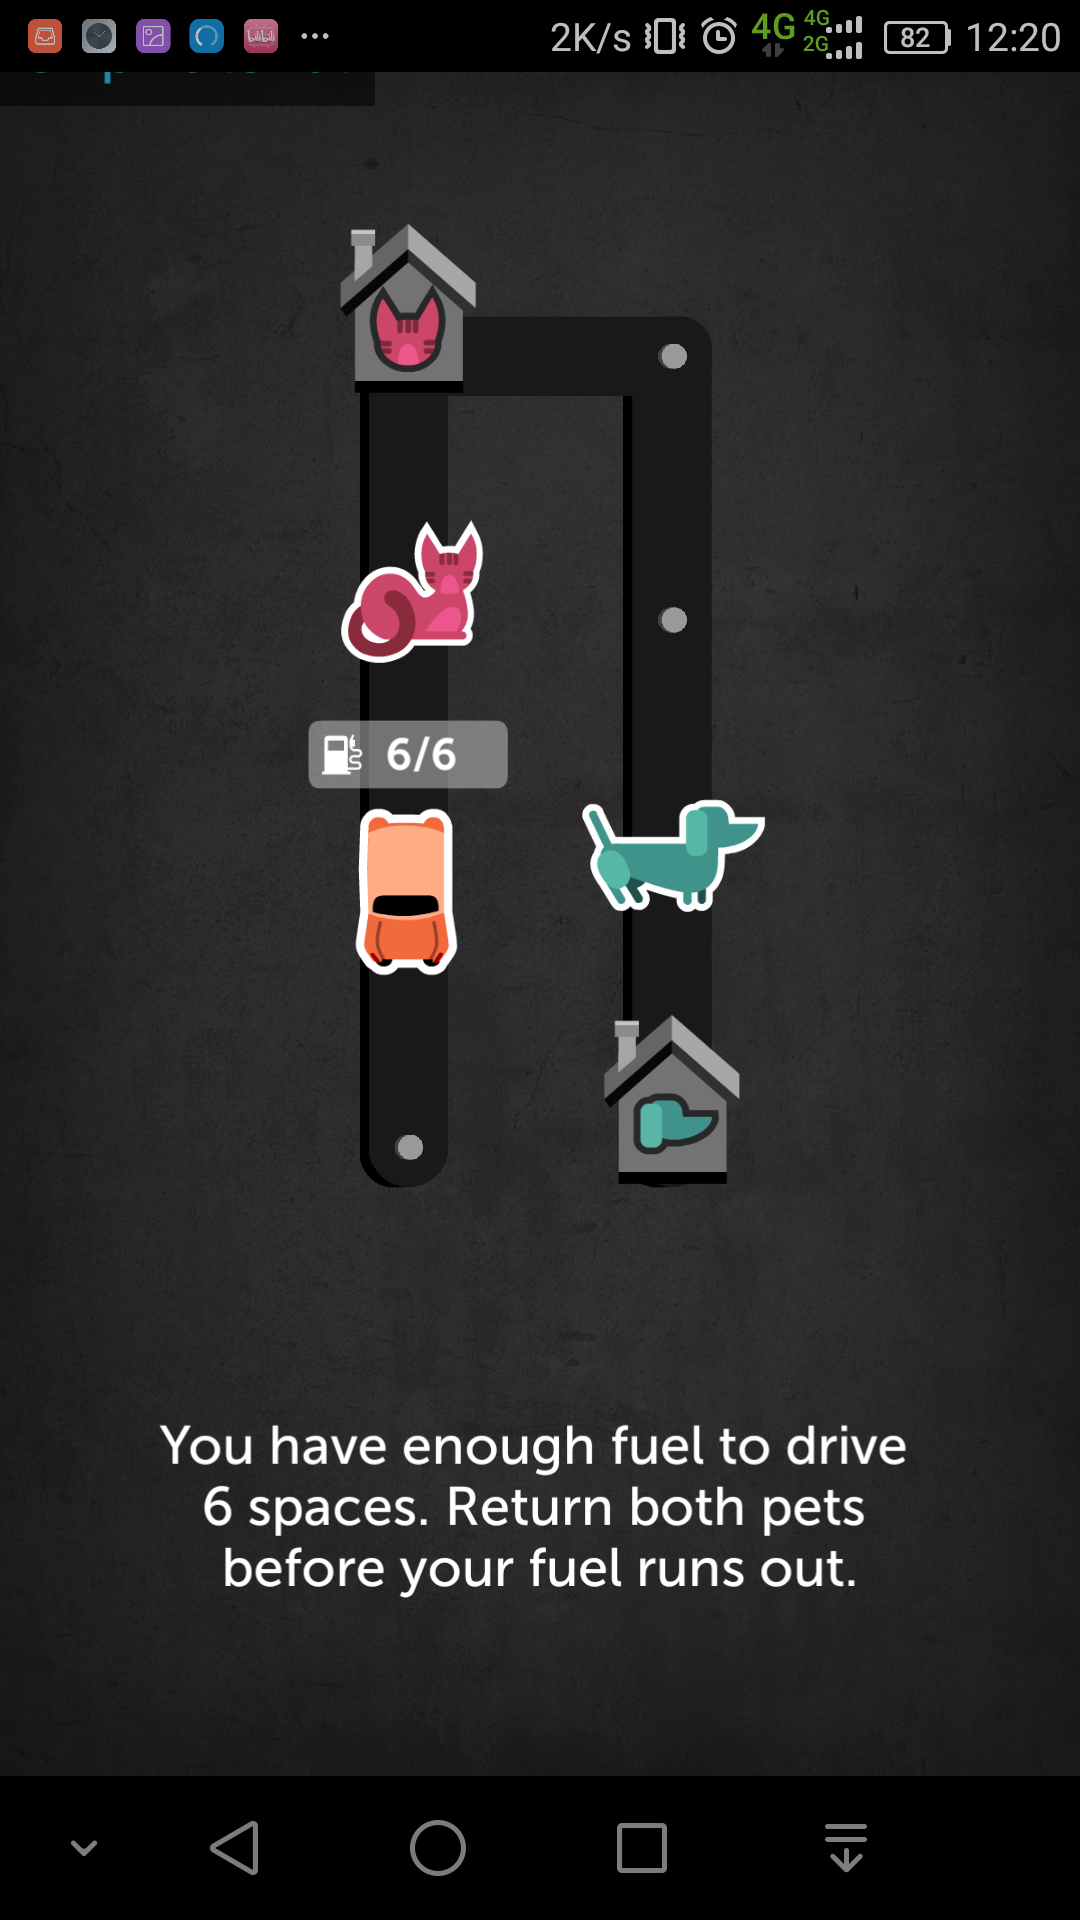 2K/s 4G 4G 2G 82 12:20
6/6
You have enough fuel to drive
6 spaces. Return both pets
before your fuel runs out.